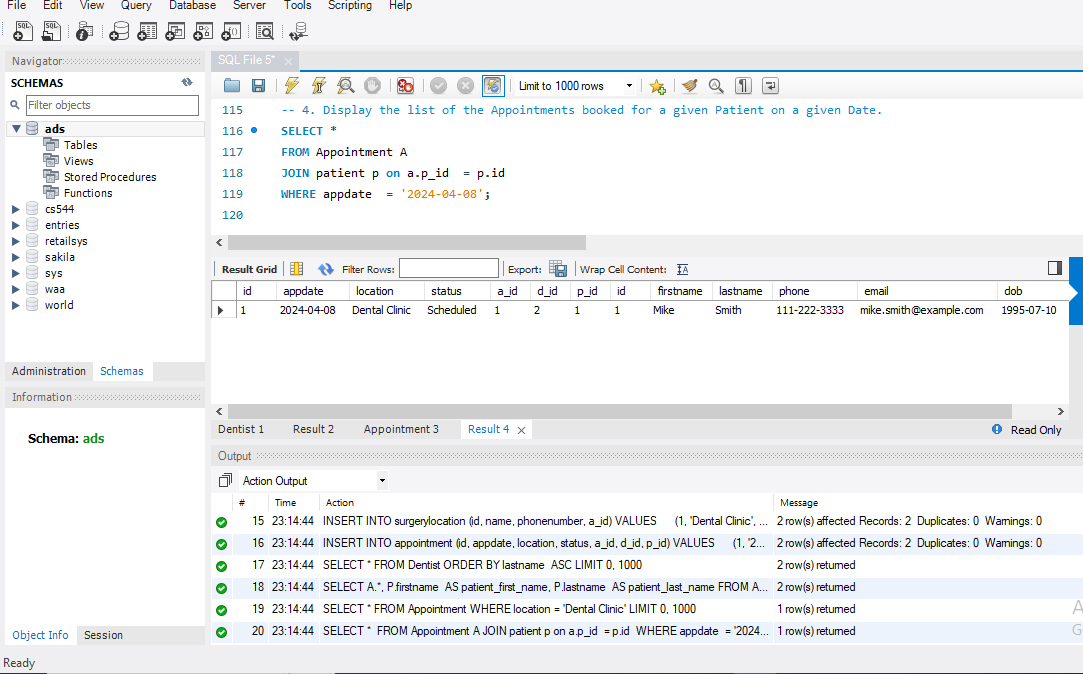 File Edit View Query Database Server Tools Scripting Help
Navigator
SCHEMAS
Filter objects
ads
Tables
Views
Stored Procedures
Functions
cs544
entries
retailsys
sakila
sys
waa
world
Administration Schemas
Information
Schema: ads
Object Info Session
Ready
SQL File 5*
Limit to 1000 rows
115 -- 4. Display the list of the Appointments booked for a given Patient on a given Date.
116 SELECT *
117 FROM Appointment A
118 JOIN patient p on a.p_id = p.id
119 WHERE appdate = '2024-04-08';
120
Result Grid Filter Rows: Export: Wrap Cell Content:
id appdate location status a_id d_id p_id id firstname lastname phone email dob
1 2024-04-08 Dental Clinic Scheduled 1 2 1 1 Mike Smith 111-222-3333 mike.smith@example.com 1995-07-10
Dentist 1 Result 2 Appointment 3 Result 4 Read Only
Output
Action Output
# Time Action Message
15 23:14:44 INSERT INTO surgerylocation (id, name, phonenumber, a_id) VALUES (1, 'Dental Clinic', ... 2 row(s) affected Records: 2 Duplicates: 0 Warnings: 0
16 23:14:44 INSERT INTO appointment (id, appdate, location, status, a_id, d_id, p_id) VALUES (1, '2... 2 row(s) affected Records: 2 Duplicates: 0 Warnings: 0
17 23:14:44 SELECT * FROM Dentist ORDER BY lastname ASC LIMIT 0, 1000 2 row(s) returned
18 23:14:44 SELECT A.*, P.firstname AS patient_first_name, P.lastname AS patient_last_name FROM A... 2 row(s) returned
19 23:14:44 SELECT * FROM Appointment WHERE location = 'Dental Clinic' LIMIT 0, 1000 1 row(s) returned
20 23:14:44 SELECT * FROM Appointment A JOIN patient p on a.p_id = p.id WHERE appdate = '2024... 1 row(s) returned